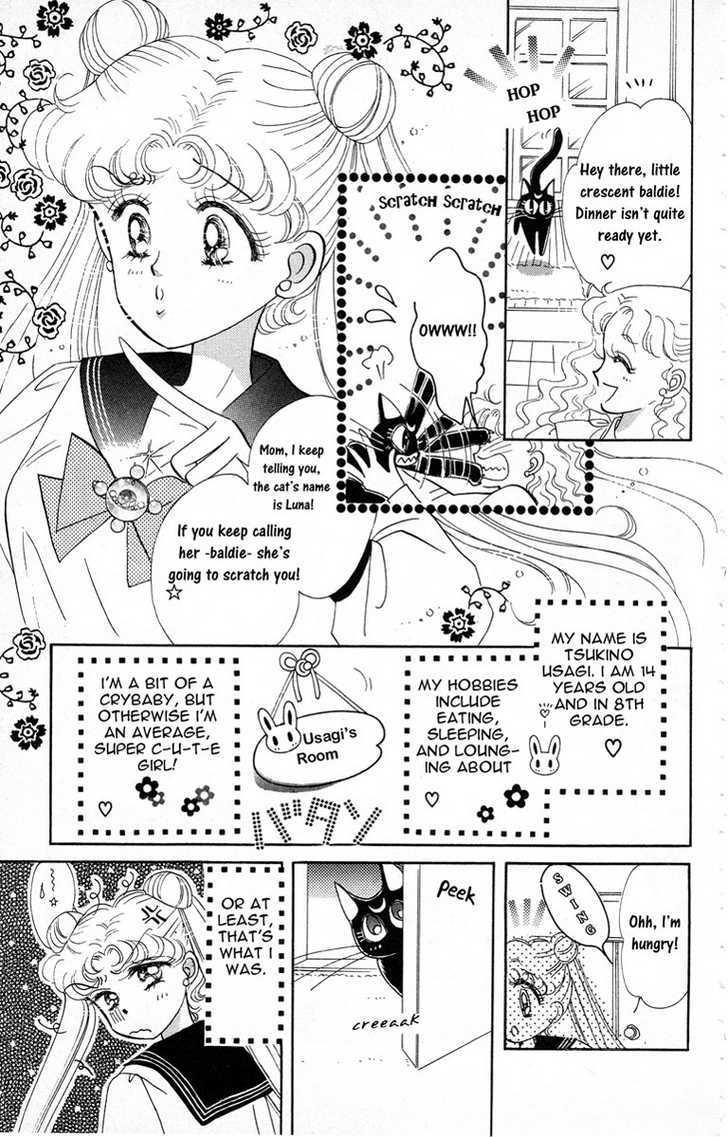 HOP
HOP
Hey there, little
crescent baldie!
Dinner isn't quite
ready yet.
♡
Scratch Scratch
OWWW!!
Mom, I keep
telling you,
the cat's name
is Luna!
If you keep calling
her -baldie- she's
going to scratch you!
☆
MY NAME IS
TSUKINO
USAGI. I AM 14
YEARS OLD
AND IN 8TH
GRADE.
♡
MY HOBBIES
INCLUDE
EATING,
SLEEPING,
AND LOUNG-
ING ABOUT
♡
Usagi's
Room
バタン
I'M A BIT OF A
CRYBABY, BUT
OTHERWISE I'M
AN AVERAGE,
SUPER C-U-T-E
GIRL!
♡
Ohh, I'm
hungry!
SWING
Peek
creeaak
OR AT
LEAST,
THAT'S
WHAT I
WAS.